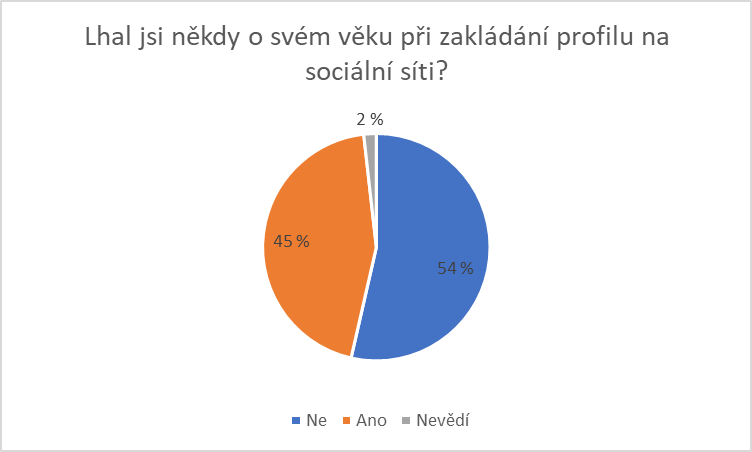 Lhal jsi někdy o svém věku při zakládání profilu na
sociální síti?
2 %
45 %
54 %
Ne Ano Nevědí